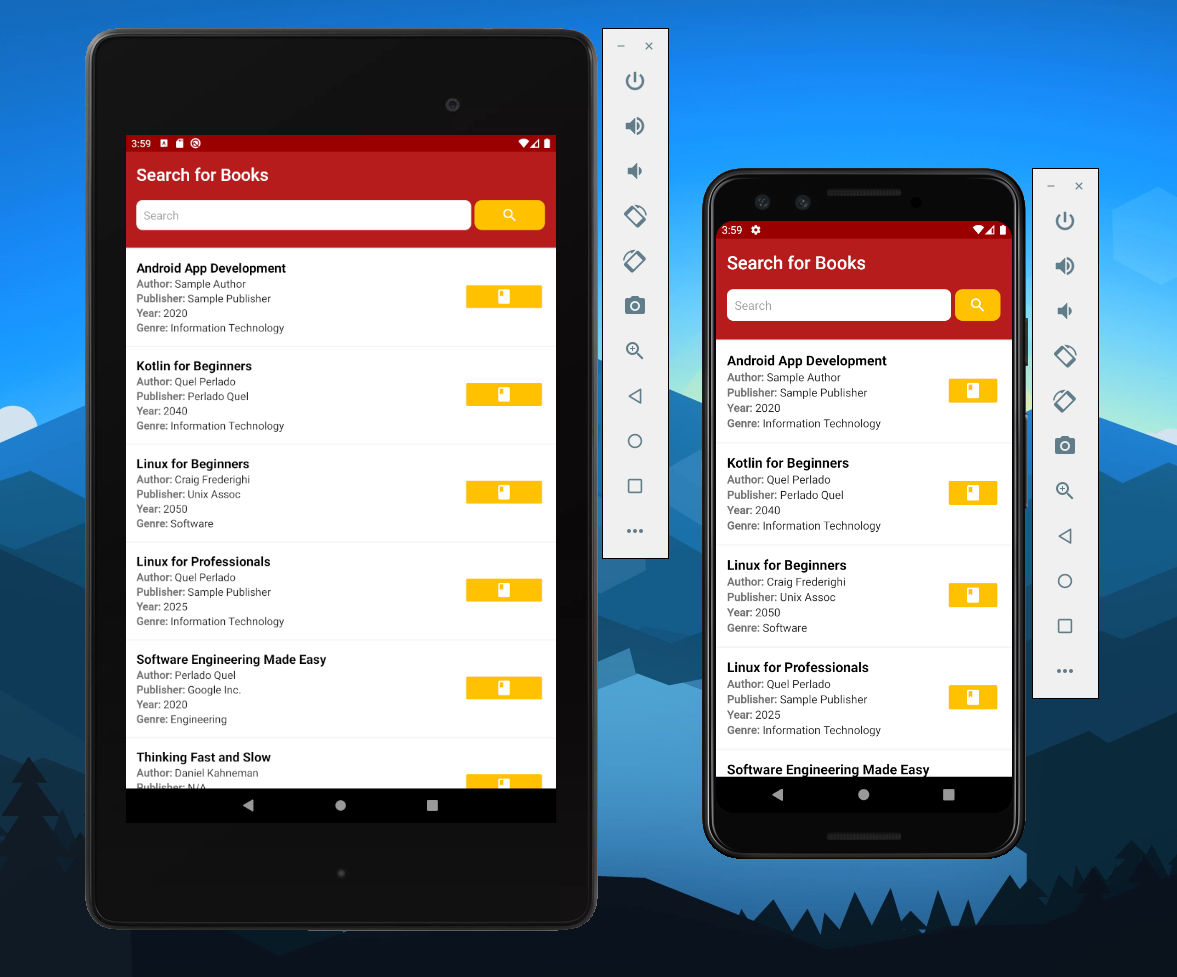 3:59
Search for Books
Search
Android App Development
Author: Sample Author
Publisher: Sample Publisher
Year: 2020
Genre: Information Technology
Kotlin for Beginners
Author: Quel Perlado
Publisher: Perlado Quel
Year: 2040
Genre: Information Technology
Linux for Beginners
Author: Craig Frederighi
Publisher: Unix Assoc
Year: 2050
Genre: Software
Linux for Professionals
Author: Quel Perlado
Publisher: Sample Publisher
Year: 2025
Genre: Information Technology
Software Engineering Made Easy
Author: Perlado Quel
Publisher: Google Inc.
Year: 2020
Genre: Engineering
Thinking Fast and Slow
Author: Daniel Kahneman
Publisher: N/A
3:59
Search for Books
Search
Android App Development
Author: Sample Author
Publisher: Sample Publisher
Year: 2020
Genre: Information Technology
Kotlin for Beginners
Author: Quel Perlado
Publisher: Perlado Quel
Year: 2040
Genre: Information Technology
Linux for Beginners
Author: Craig Frederighi
Publisher: Unix Assoc
Year: 2050
Genre: Software
Linux for Professionals
Author: Quel Perlado
Publisher: Sample Publisher
Year: 2025
Genre: Information Technology
Software Engineering Made Easy